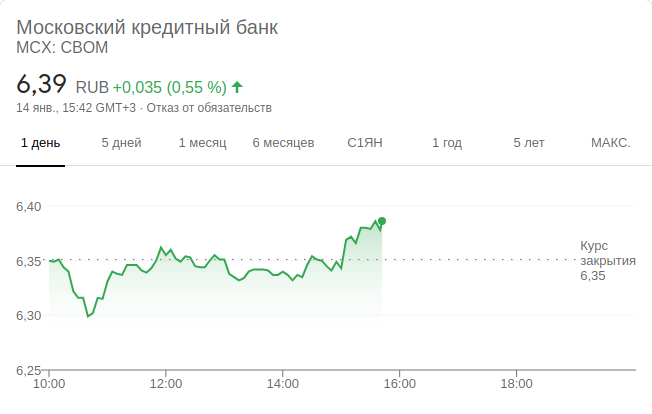 Московский кредитный банк
MCX: CBOM
6,39 RUB +0,035 (0,55 %)
14 янв., 15:42 GMT+3 · Отказ от обязательств
1 день 5 дней 1 месяц 6 месяцев С1ЯН 1 год 5 лет МАКС.
6,40
6,35
Курс
закрытия
6,35
6,30
6,25
10:00 12:00 14:00 16:00 18:00